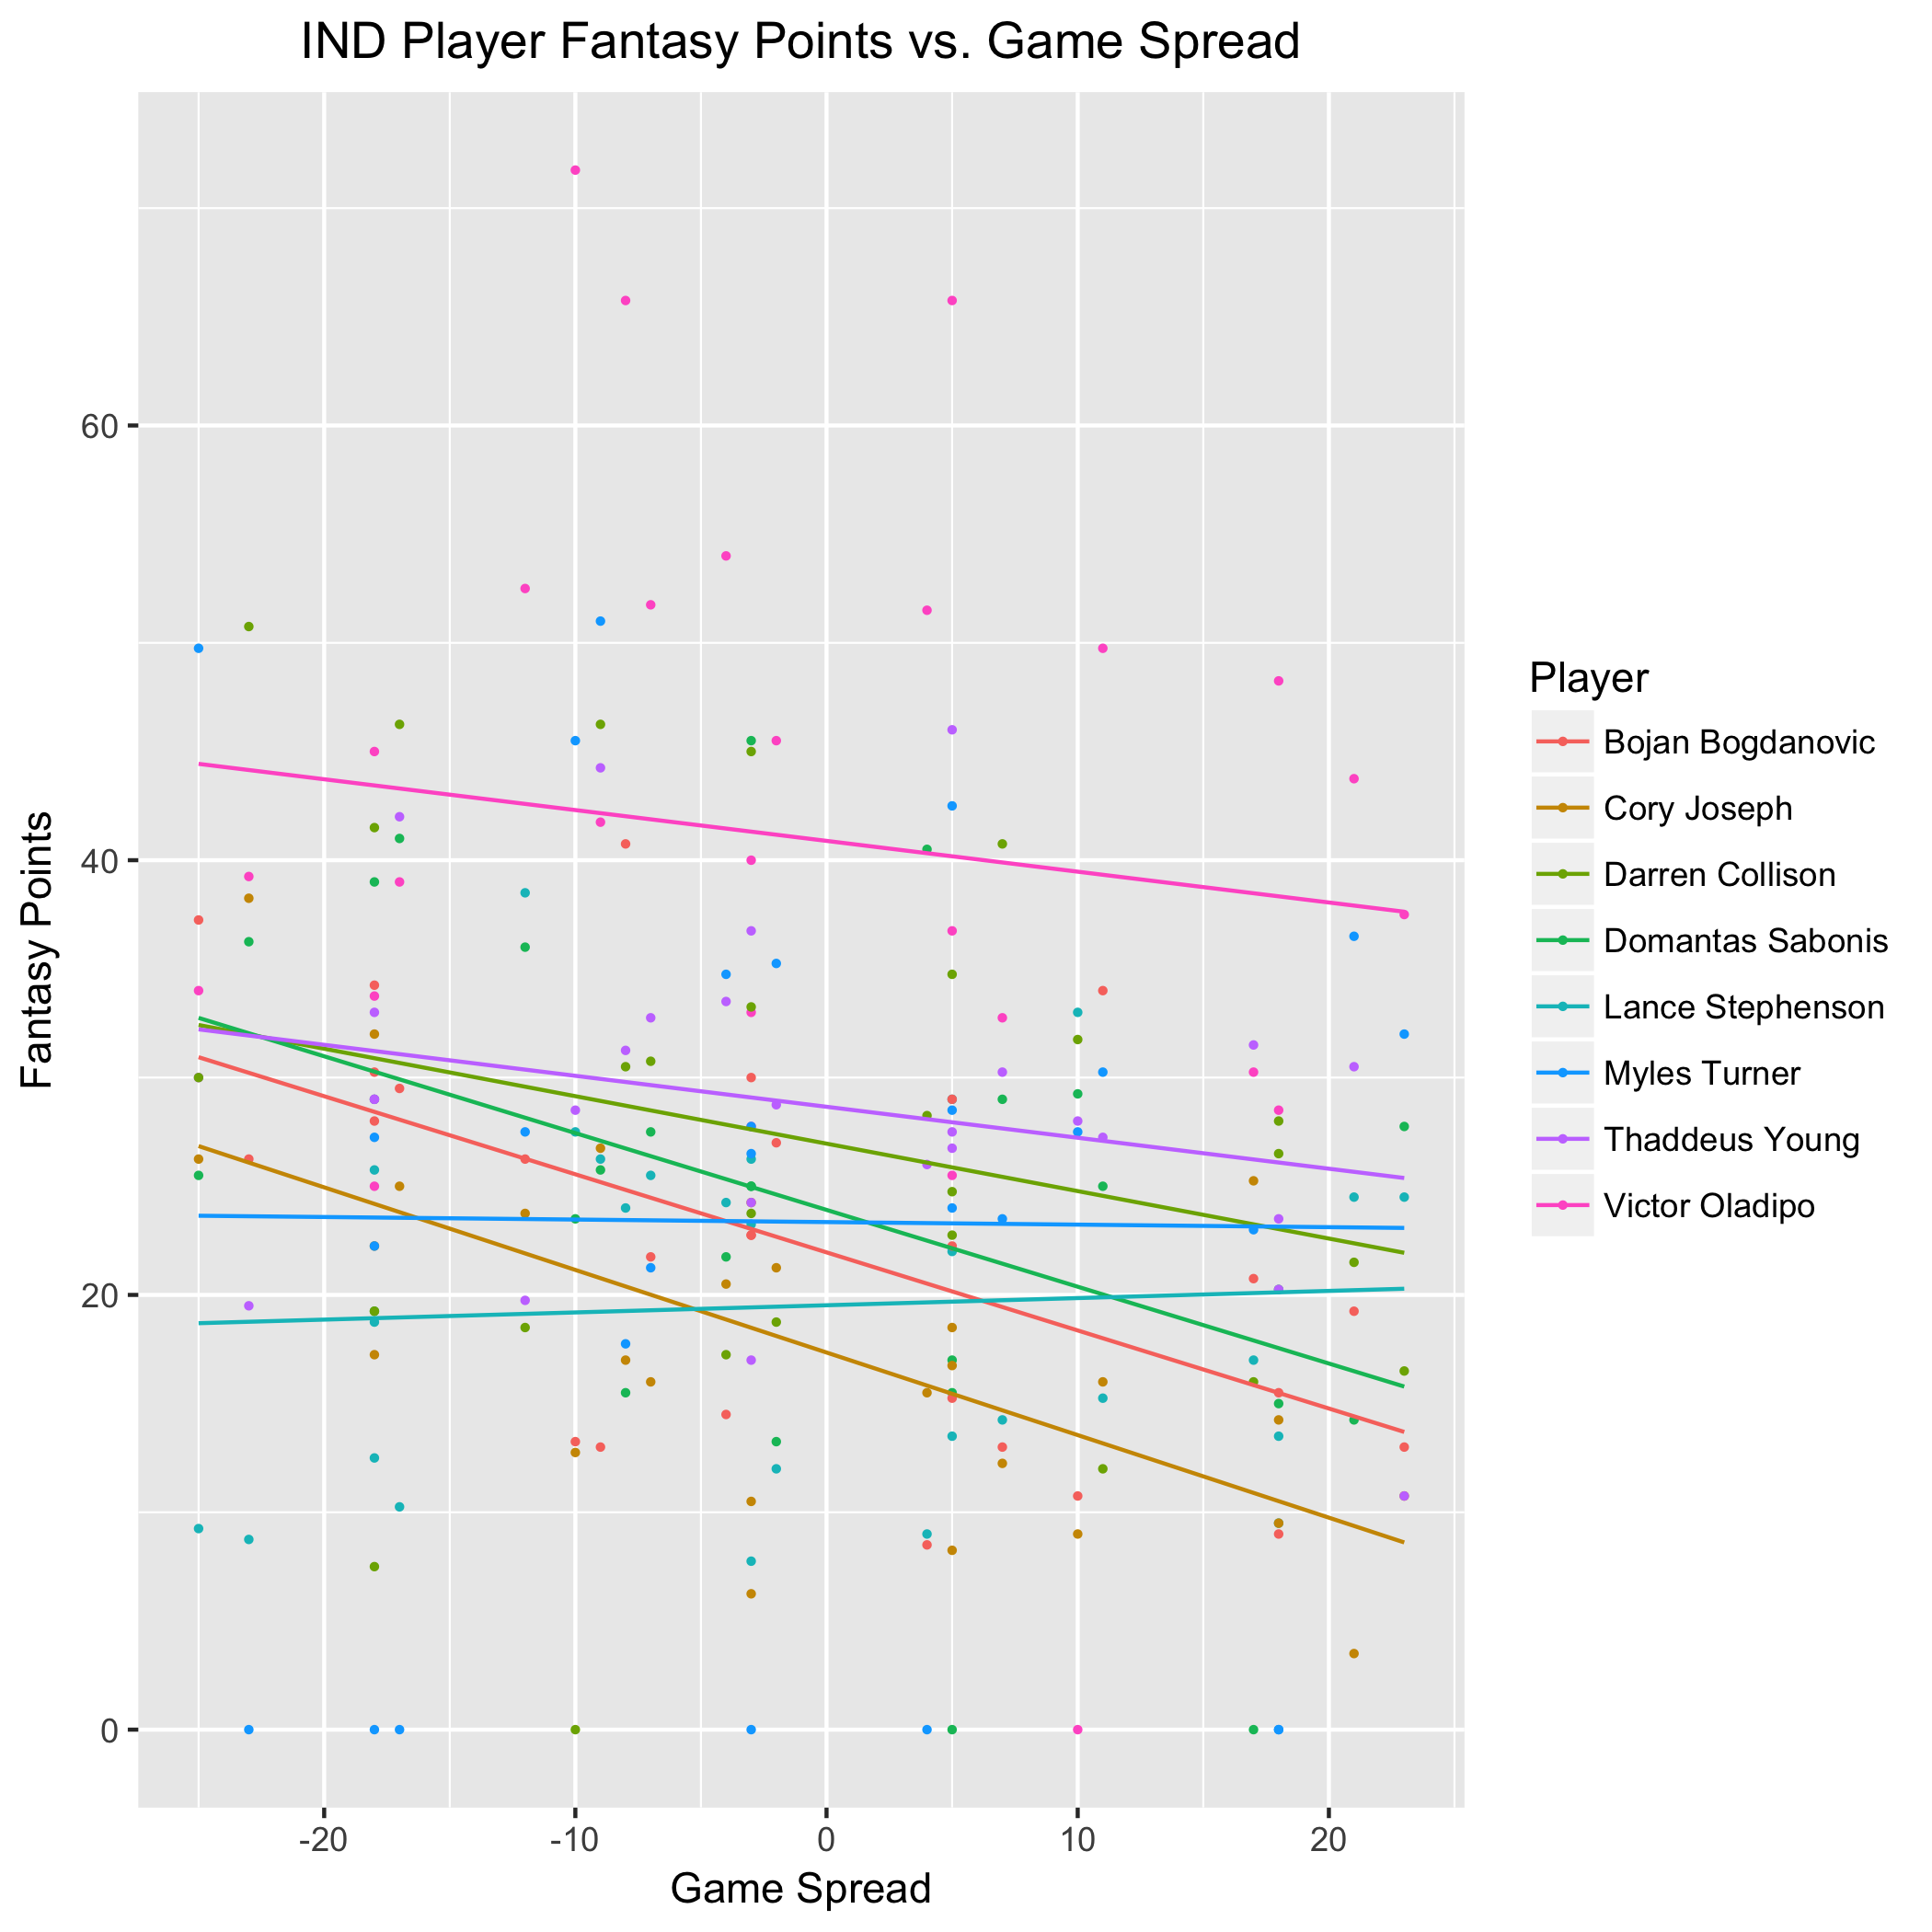 IND Player Fantasy Points vs. Game Spread
Fantasy Points
60
40
20
0
-20
-10
0
10
20
Game Spread
Player
Bojan Bogdanovic
Cory Joseph
Darren Collison
Domantas Sabonis
Lance Stephenson
Myles Turner
Thaddeus Young
Victor Oladipo